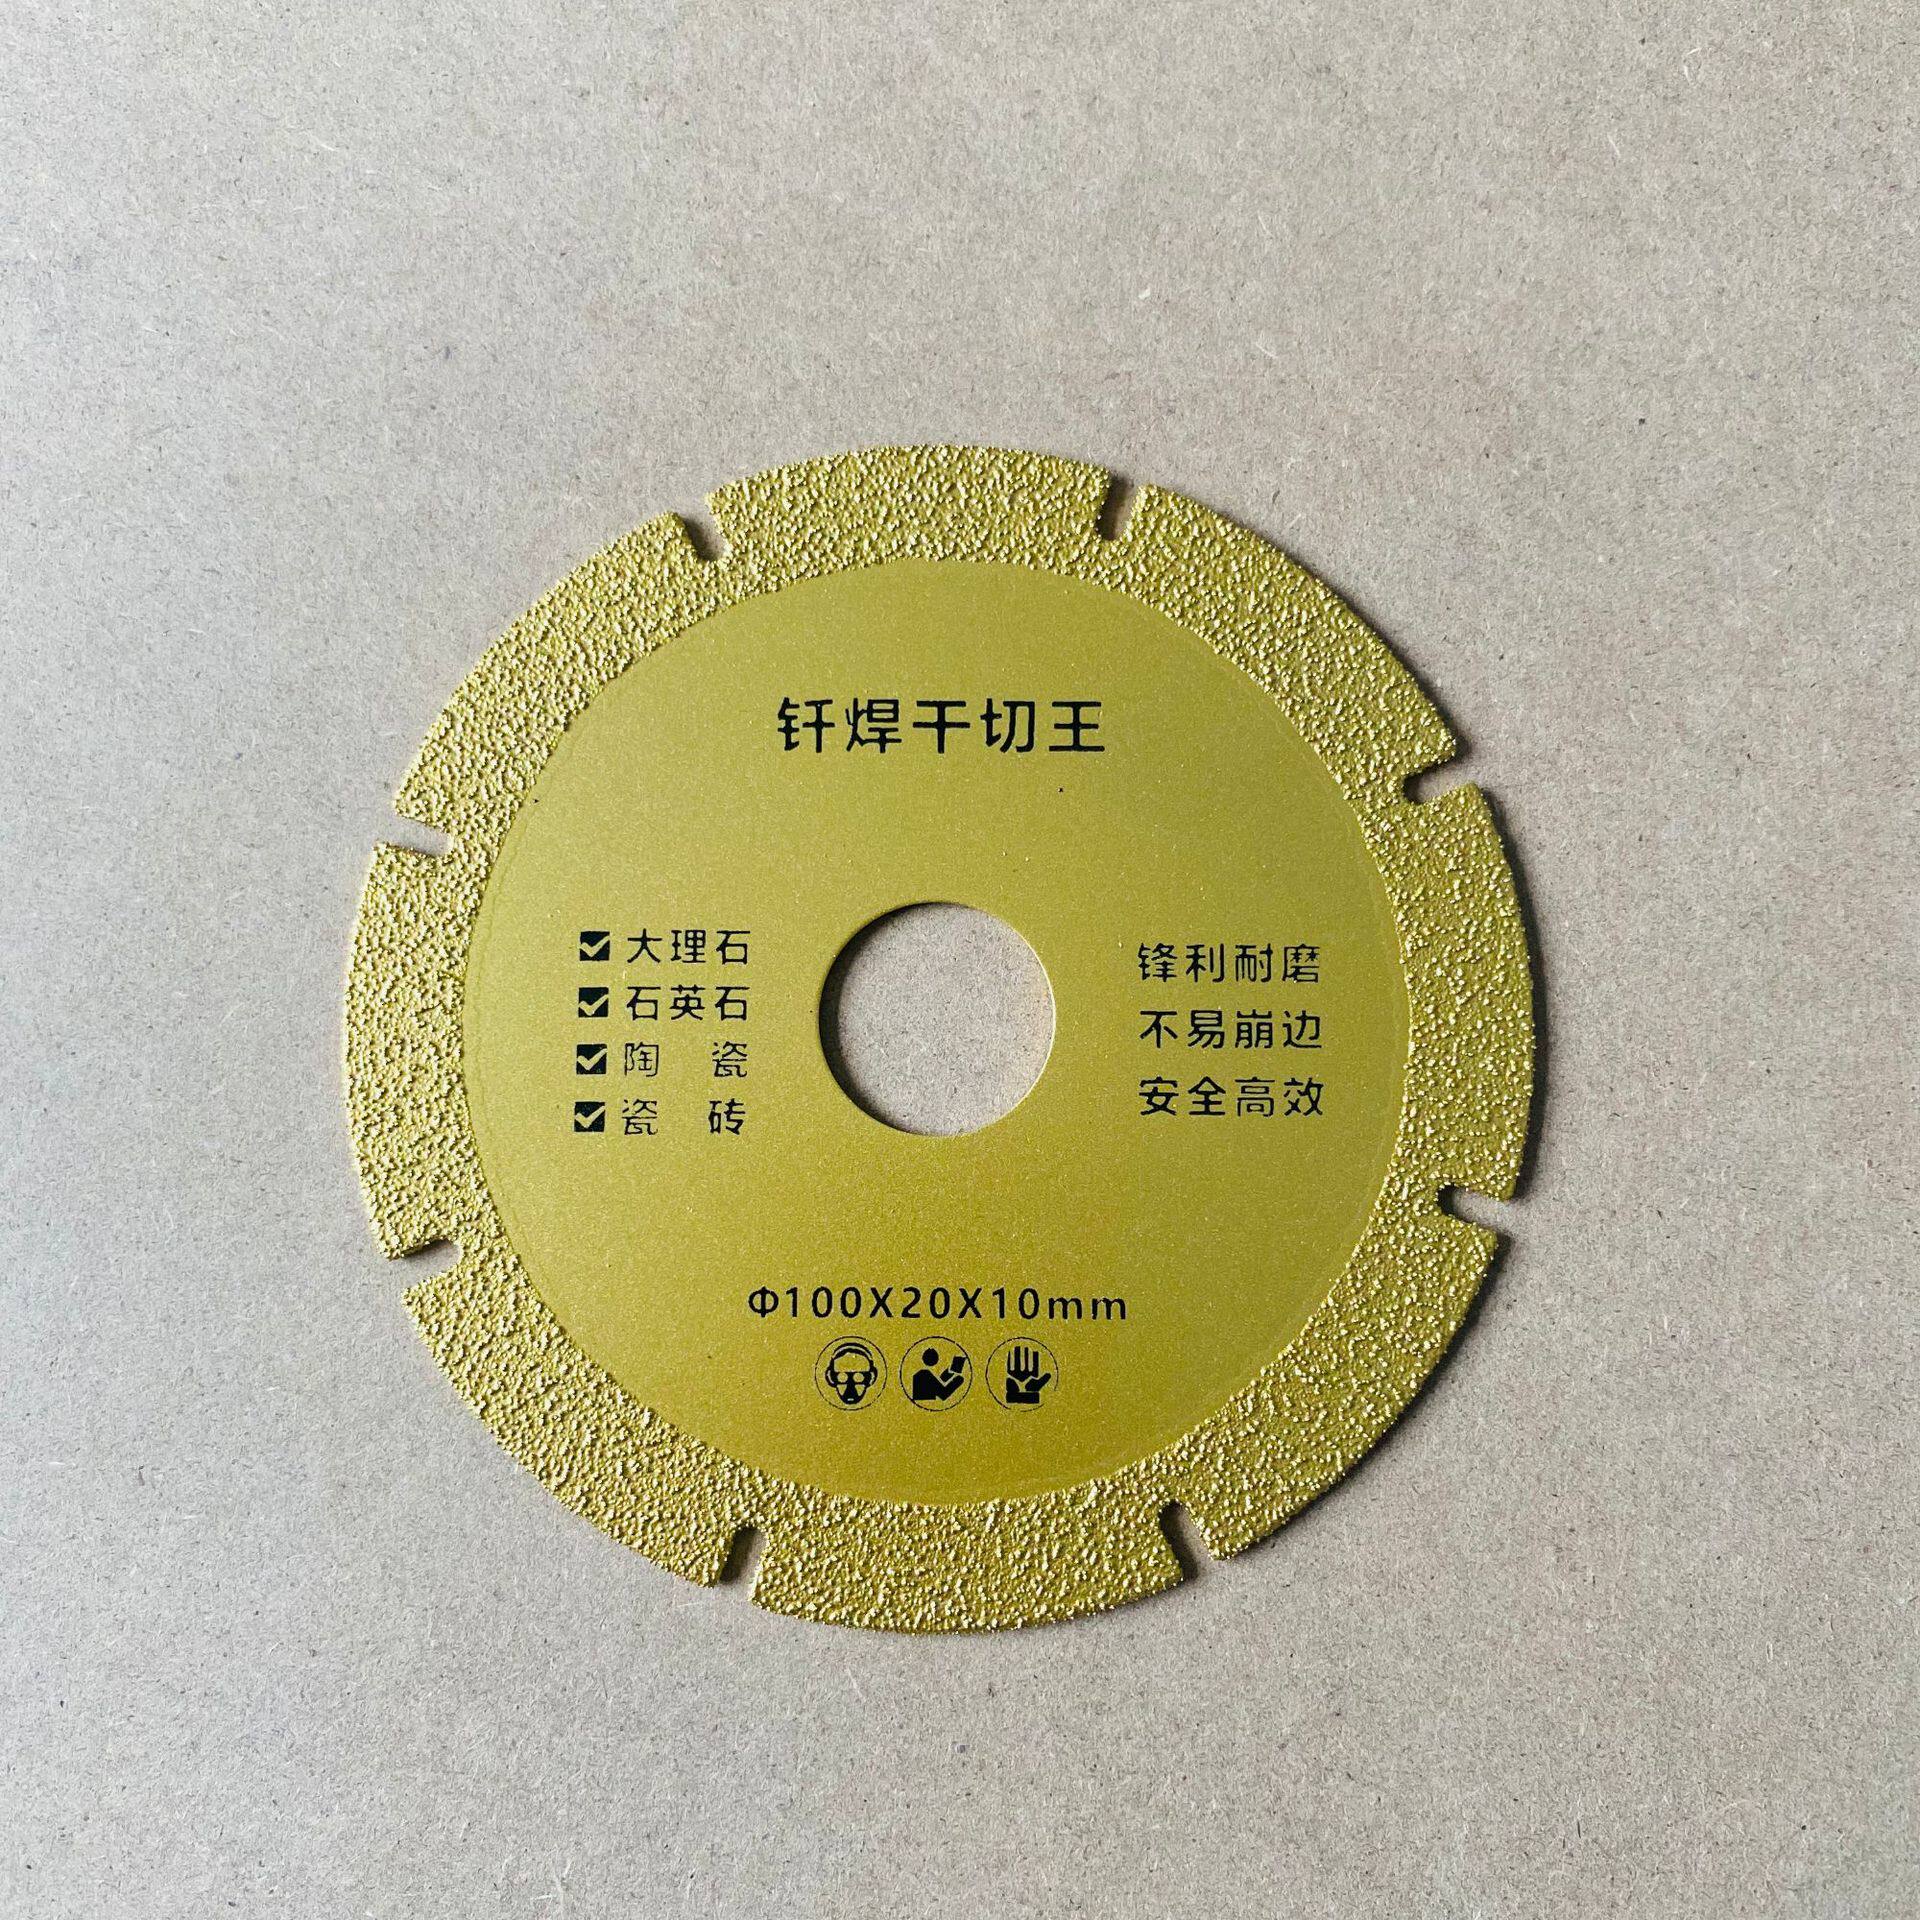 钎焊干切王
☑大理石
☑石英石
☑陶 瓷
☑瓷 砖
锋利耐磨
不易崩边
安全高效
Φ100X20X10mm